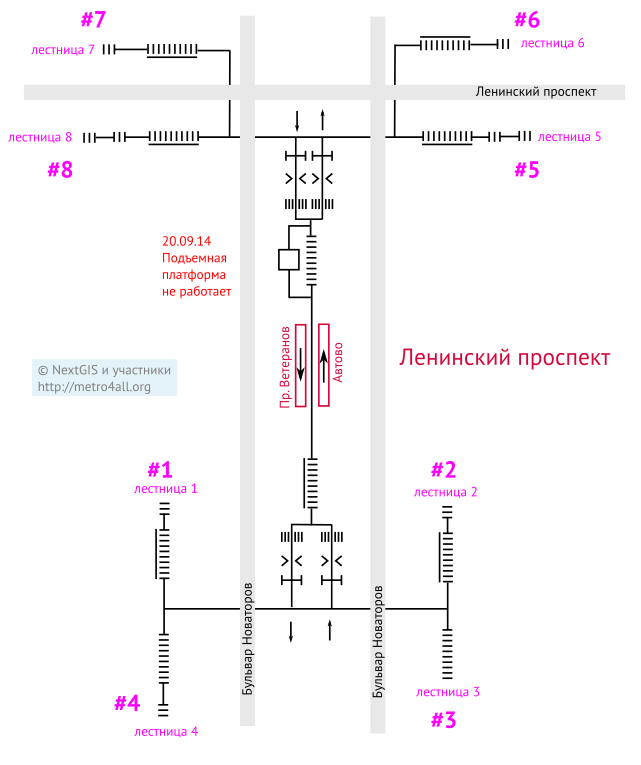 #7
#6
лестница 7
лестница 6
Ленинский проспект
лестница 8
лестница 5
#8
#5
20.09.14
Подъемная
платформа
не работает
Пр. Ветеранов
Автово
Ленинский проспект
© NextGIS и участники
http://metro4all.org
#1
лестница 1
#2
лестница 2
Бульвар Новаторов
Бульвар Новаторов
лестница 3
#3
#4
лестница 4